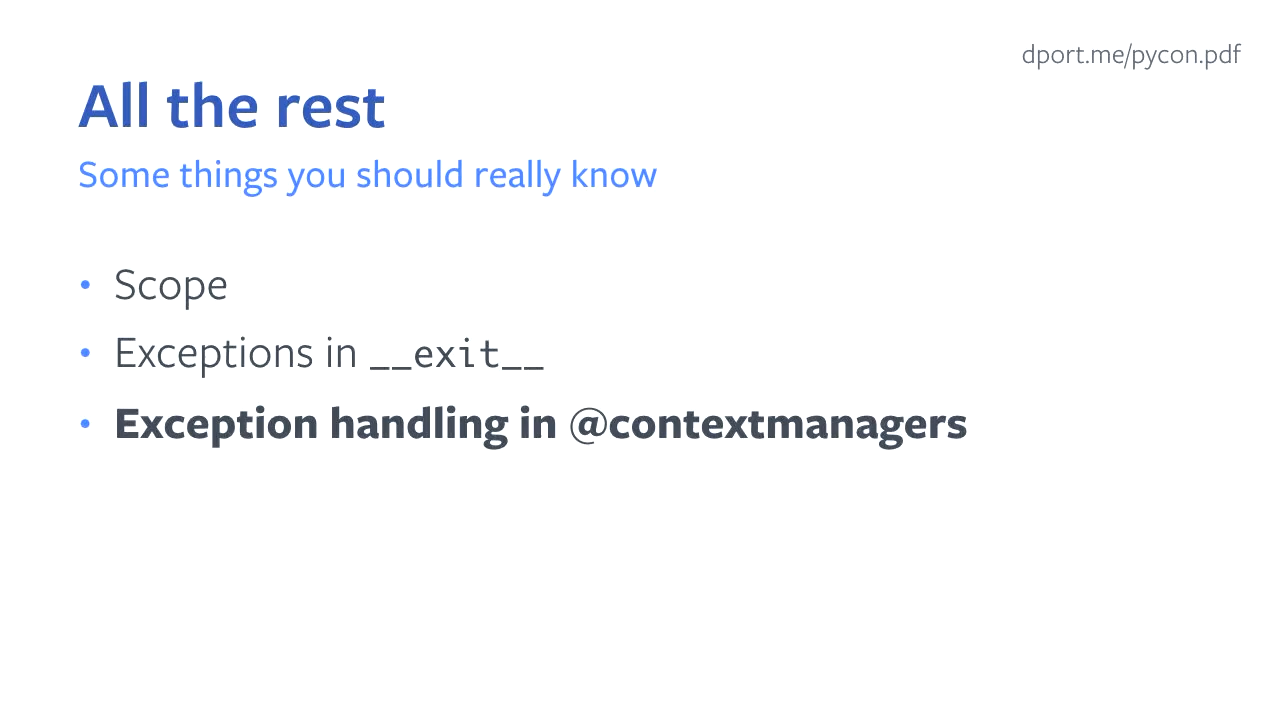 dport.me/pycon.pdf
All the rest
Some things you should really know
• Scope
• Exceptions in __exit__
• Exception handling in @contextmanagers